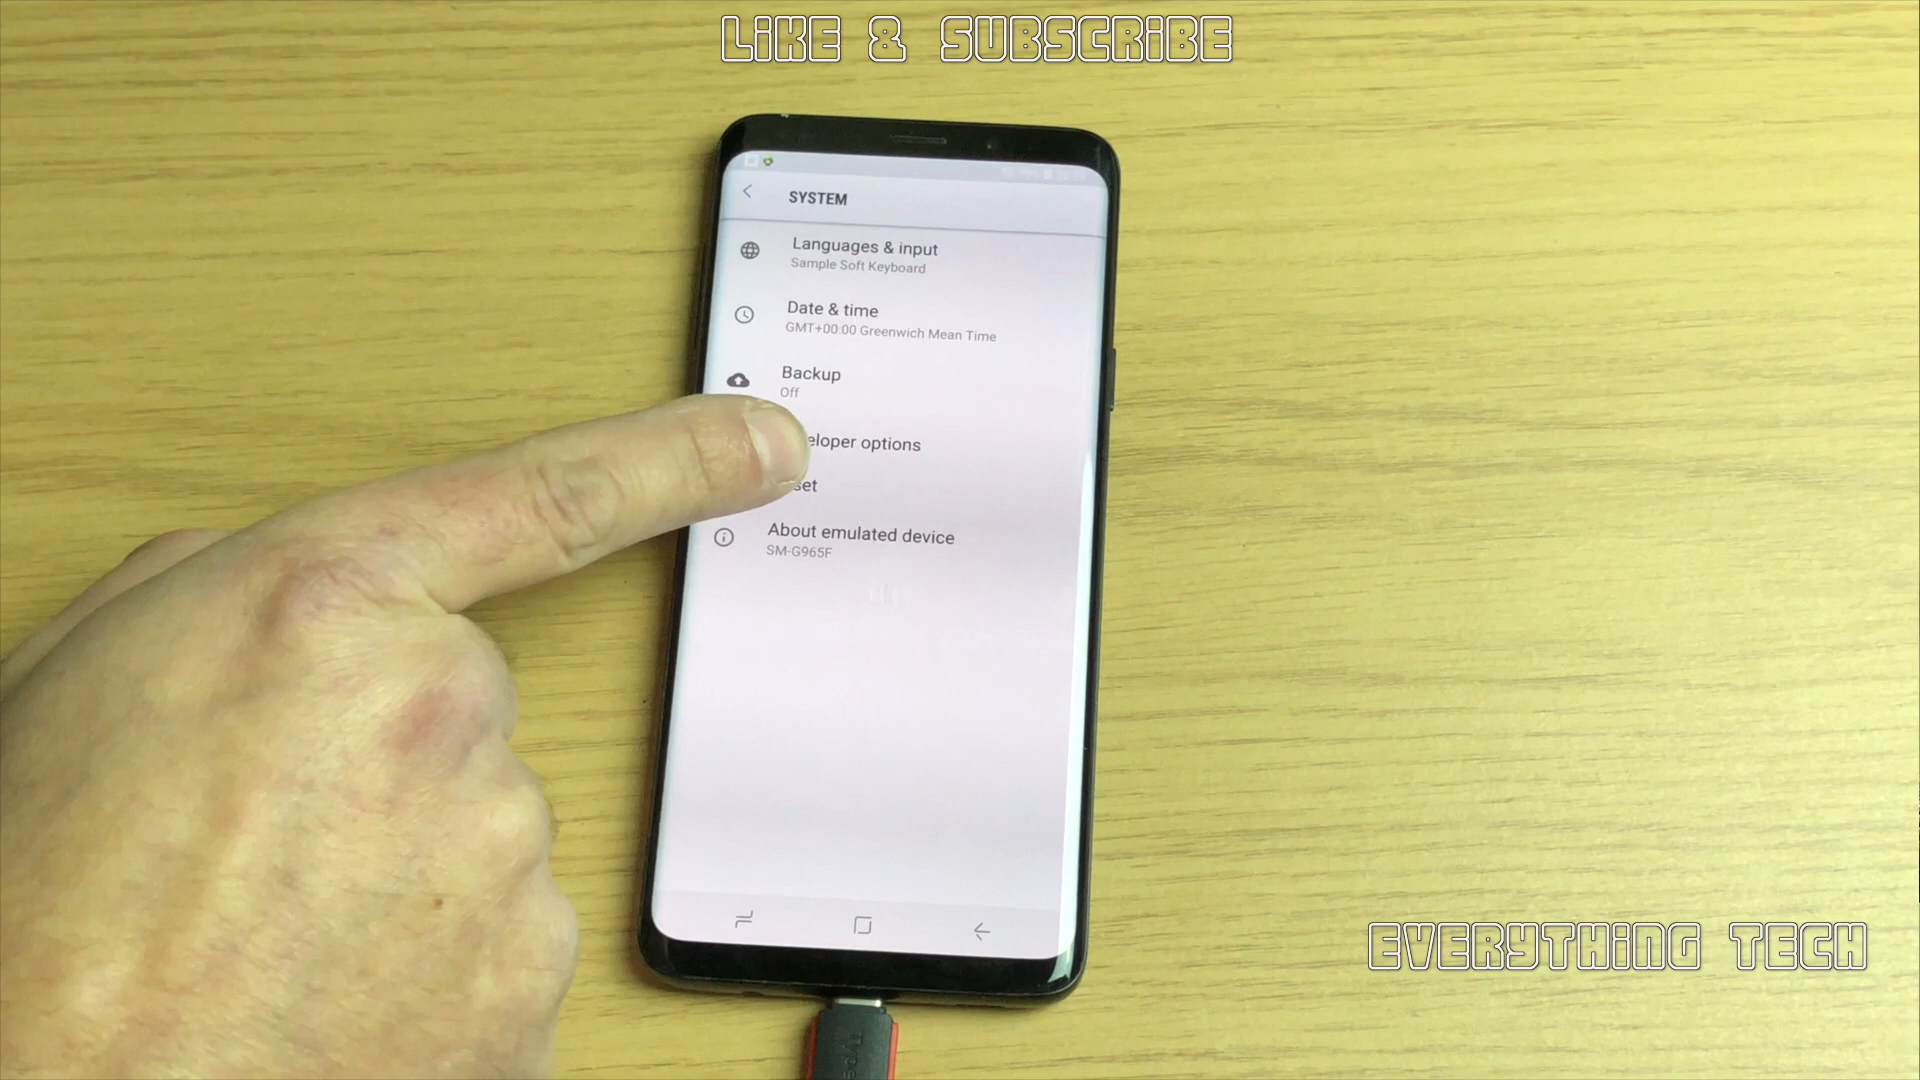 LIKE & SUBSCRIBE
SYSTEM
Languages & input
Sample Soft Keyboard
Date & time
GMT+00:00 Greenwich Mean Time
Backup
Off
eloper options
set
About emulated device
SM-G965F
EVERYTHING TECH
Type